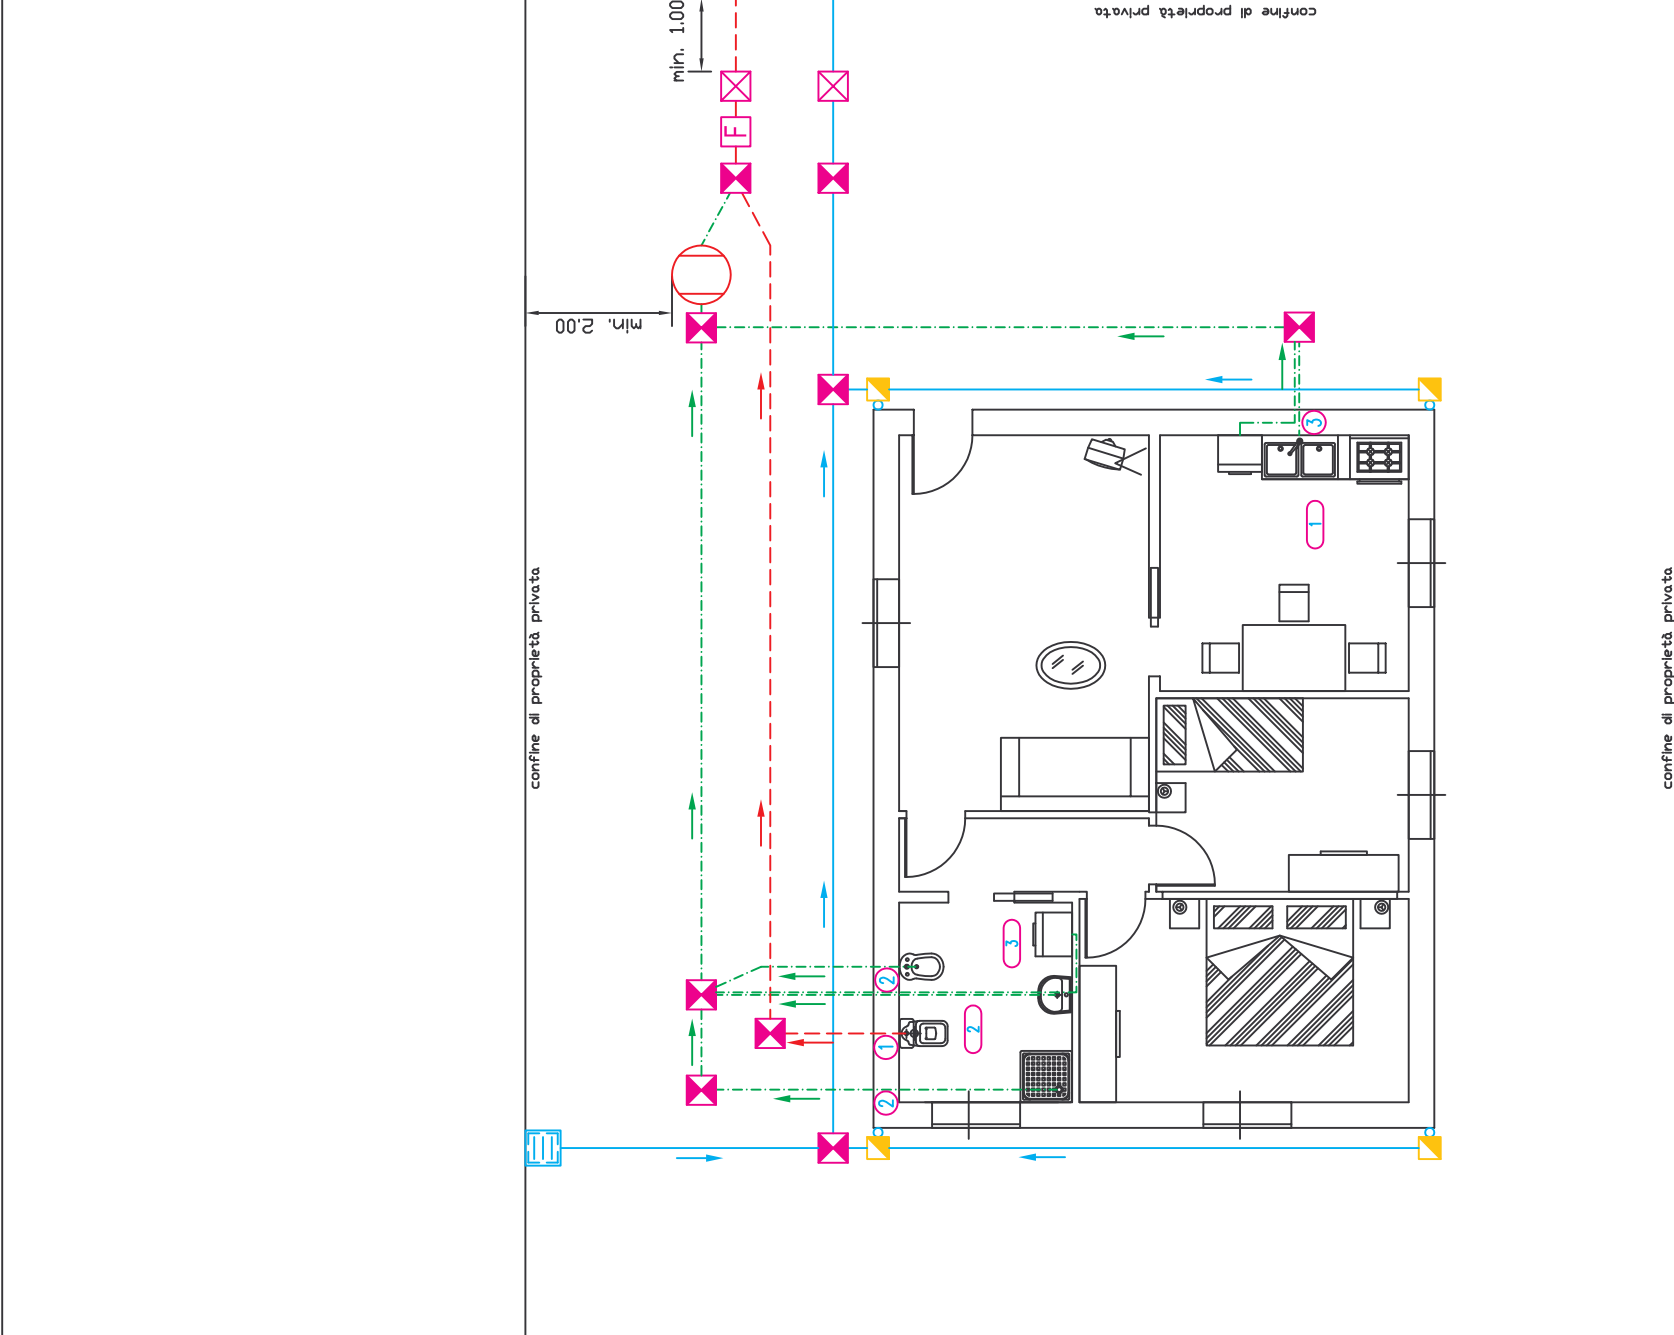 confine di proprietà privata
min. 1.00
F
min. 2.00
3
1
confine di proprietà privata
confine di proprietà privata
3
2
2
1
2